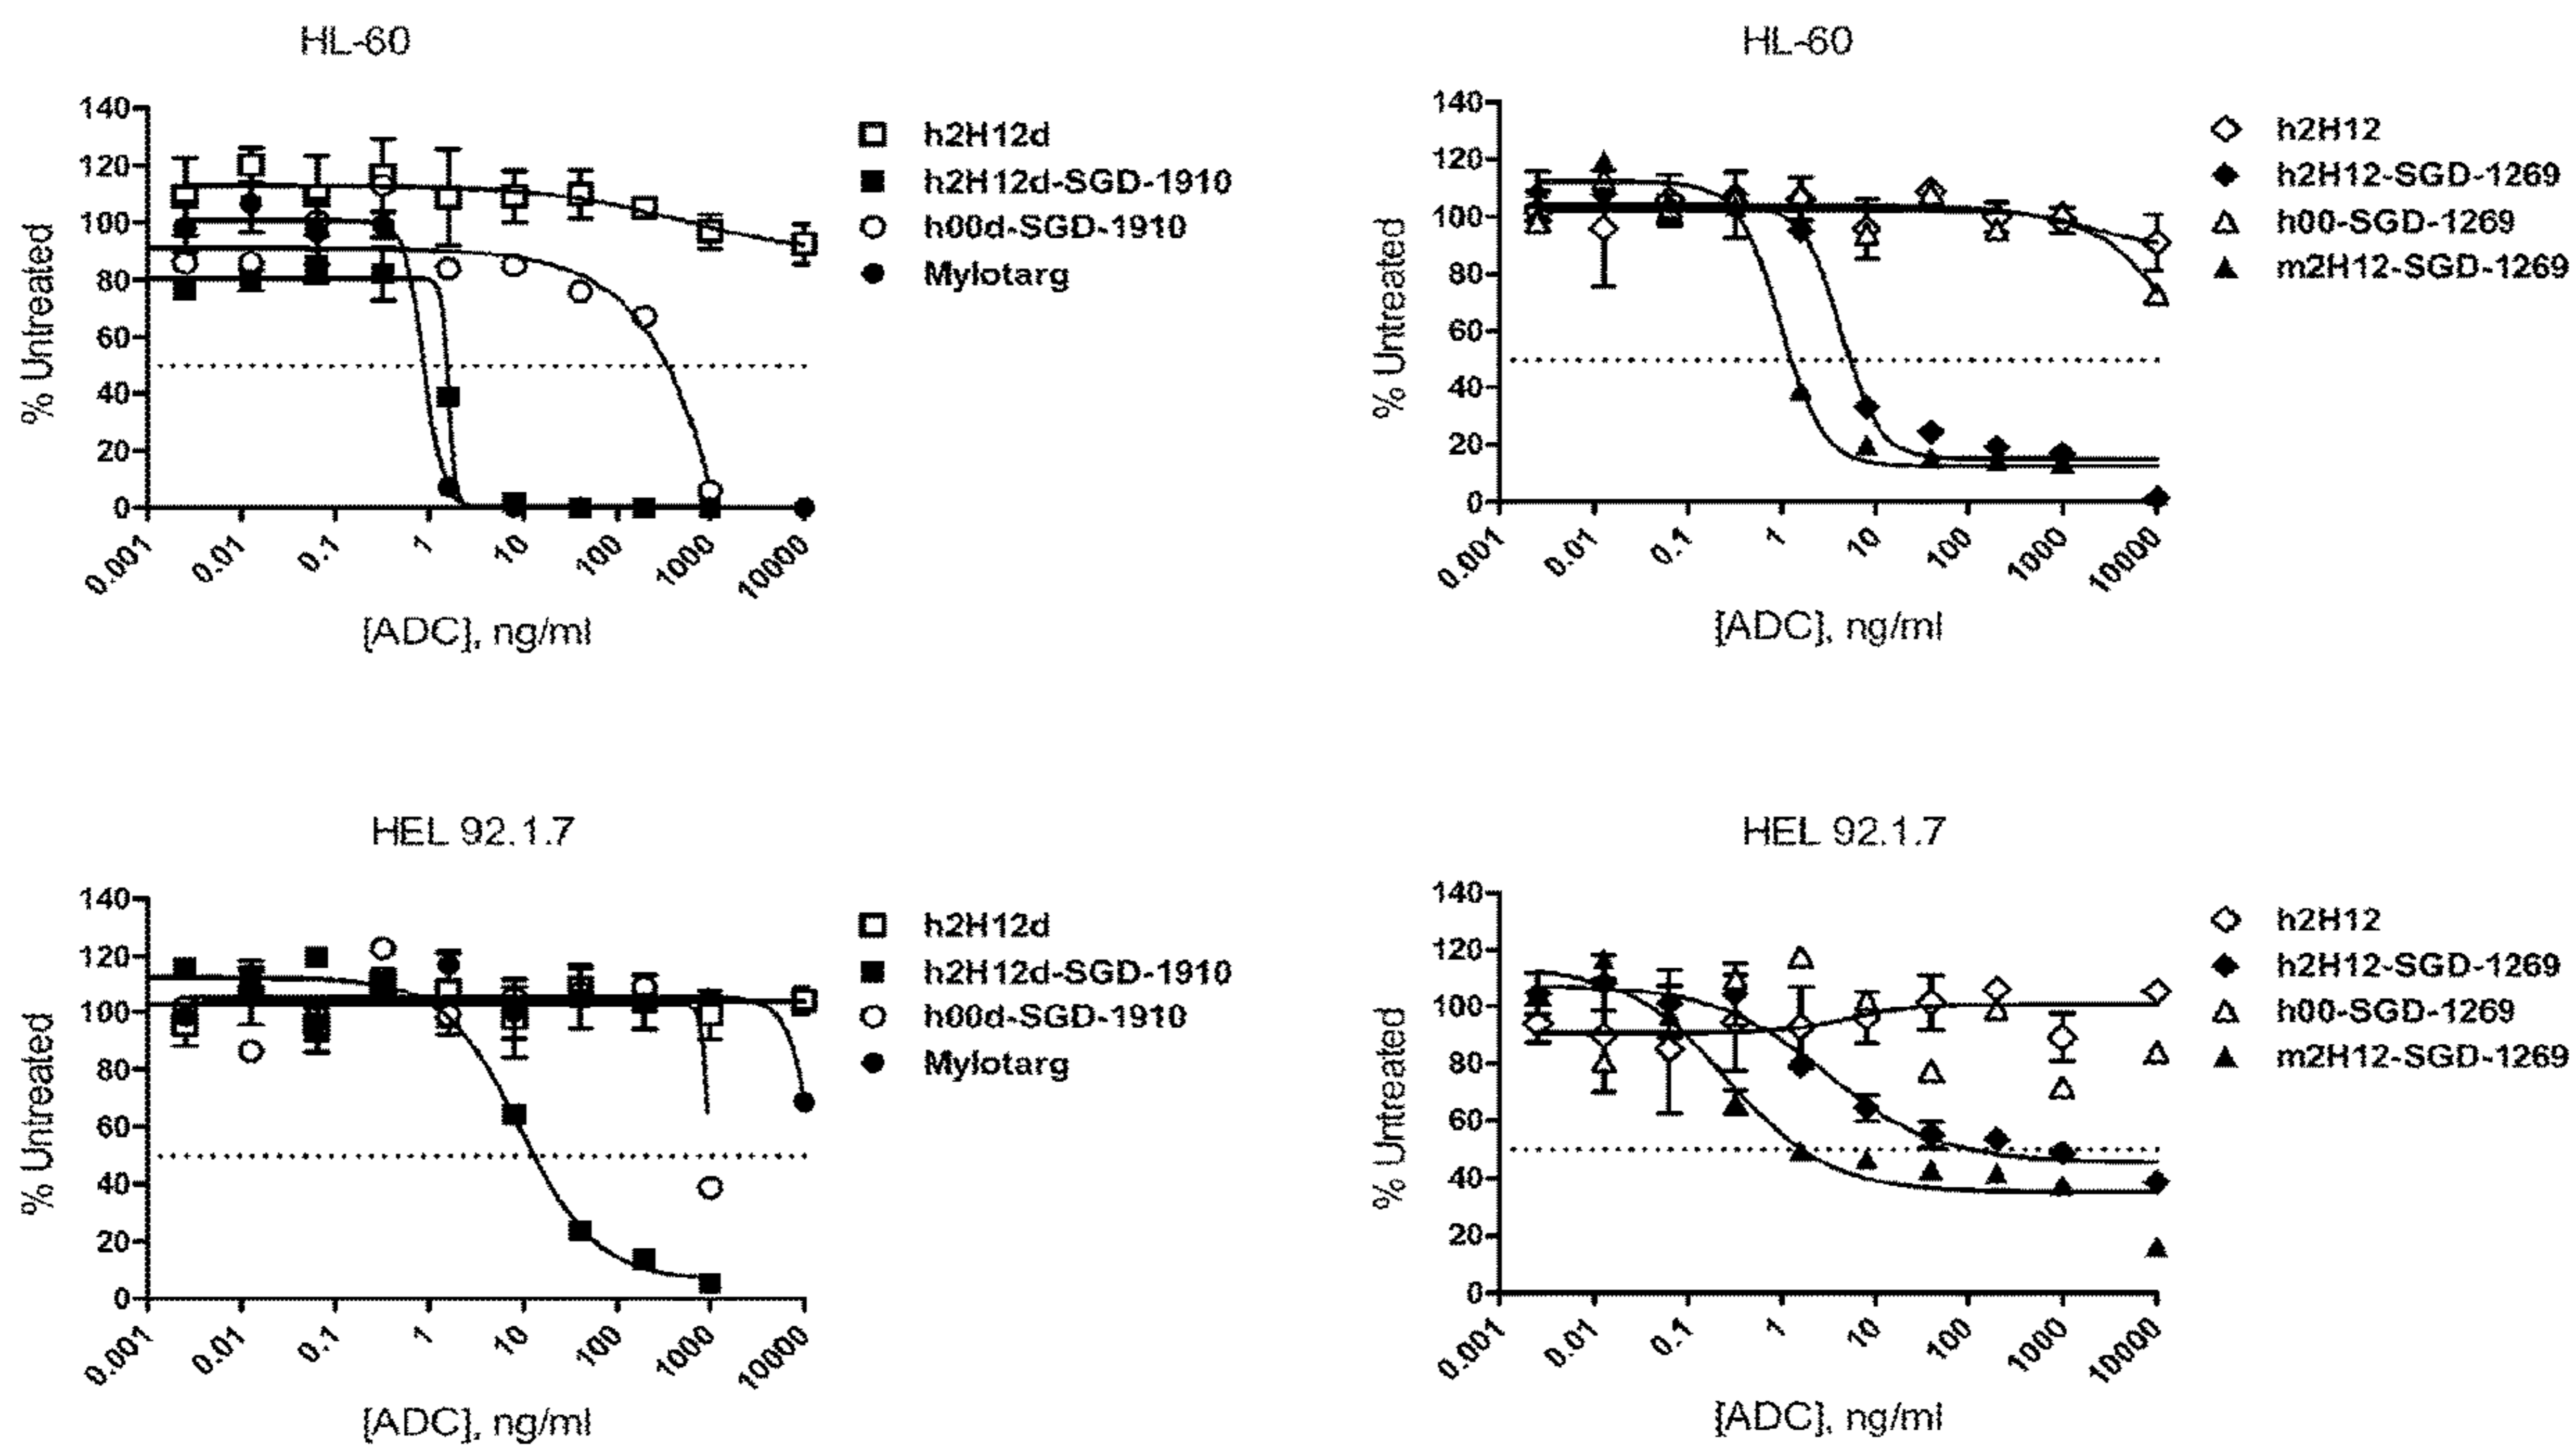 HL-60
% Untreated
140
120
100
80
60
40
20
0
0.001
0.01
0.1
1
10
100
1000
10000
[ADC], ng/ml
h2H12d
h2H12d-SGD-1910
h00d-SGD-1910
Mylotarg
HL-60
% Untreated
140
120
100
80
60
40
20
0
0.001
0.01
0.1
1
10
100
1000
10000
[ADC], ng/ml
h2H12
h2H12-SGD-1269
h00-SGD-1269
m2H12-SGD-1269
HEL 92.1.7
% Untreated
140
120
100
80
60
40
20
0
0.001
0.01
0.1
1
10
100
1000
10000
[ADC], ng/ml
h2H12d
h2H12d-SGD-1910
h00d-SGD-1910
Mylotarg
HEL 92.1.7
% Untreated
140
120
100
80
60
40
20
0
0.001
0.01
0.1
1
10
100
1000
10000
[ADC], ng/ml
h2H12
h2H12-SGD-1269
h00-SGD-1269
m2H12-SGD-1269